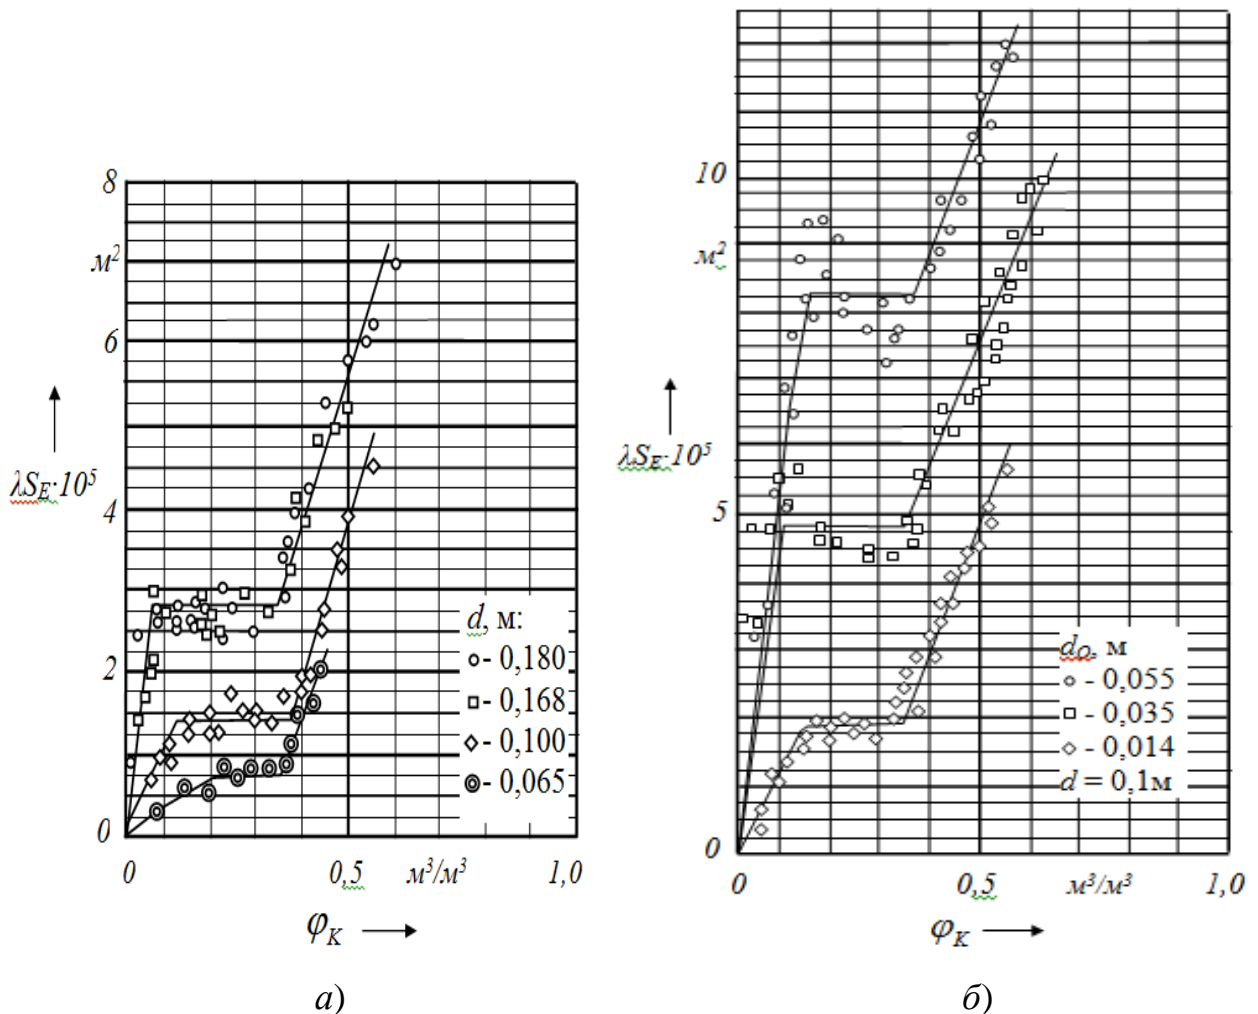 8
м²
6
λS_E·10⁵
4
2
0
0
0,5
м³/м³
1,0
φ_K
d, м:
- 0,180
- 0,168
- 0,100
- 0,065
а)
10
м²
λS_E·10⁵
5
0
0
0,5
м³/м³
1,0
φ_K
d_O, м
- 0,055
- 0,035
- 0,014
d = 0,1м
б)